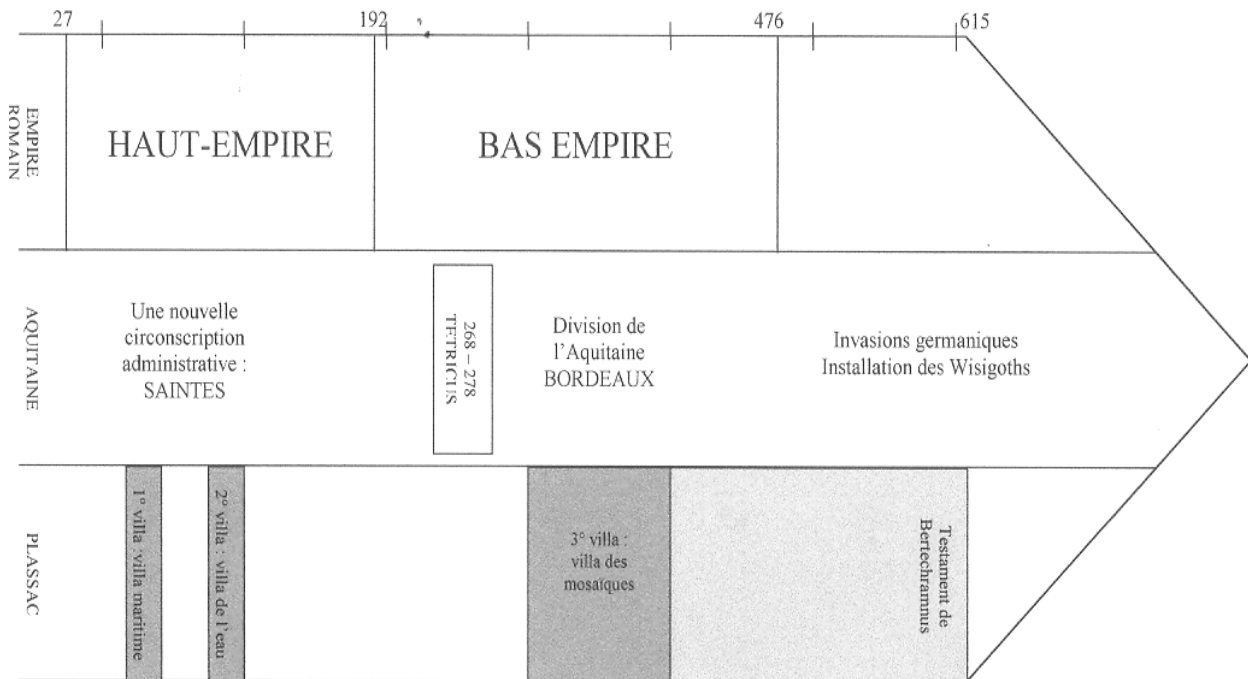 27
192
476
615
EMPIRE
ROMAIN
HAUT-EMPIRE
BAS EMPIRE
AQUITAINE
Une nouvelle
circonscription
administrative :
SAINTES
268 – 278
TETRICUS
Division de
l'Aquitaine
BORDEAUX
Invasions germaniques
Installation des Wisigoths
PLASSAC
1° villa :villa maritime
2° villa : villa de l'eau
3° villa :
villa des
mosaïques
Testament de
Bertechramnus